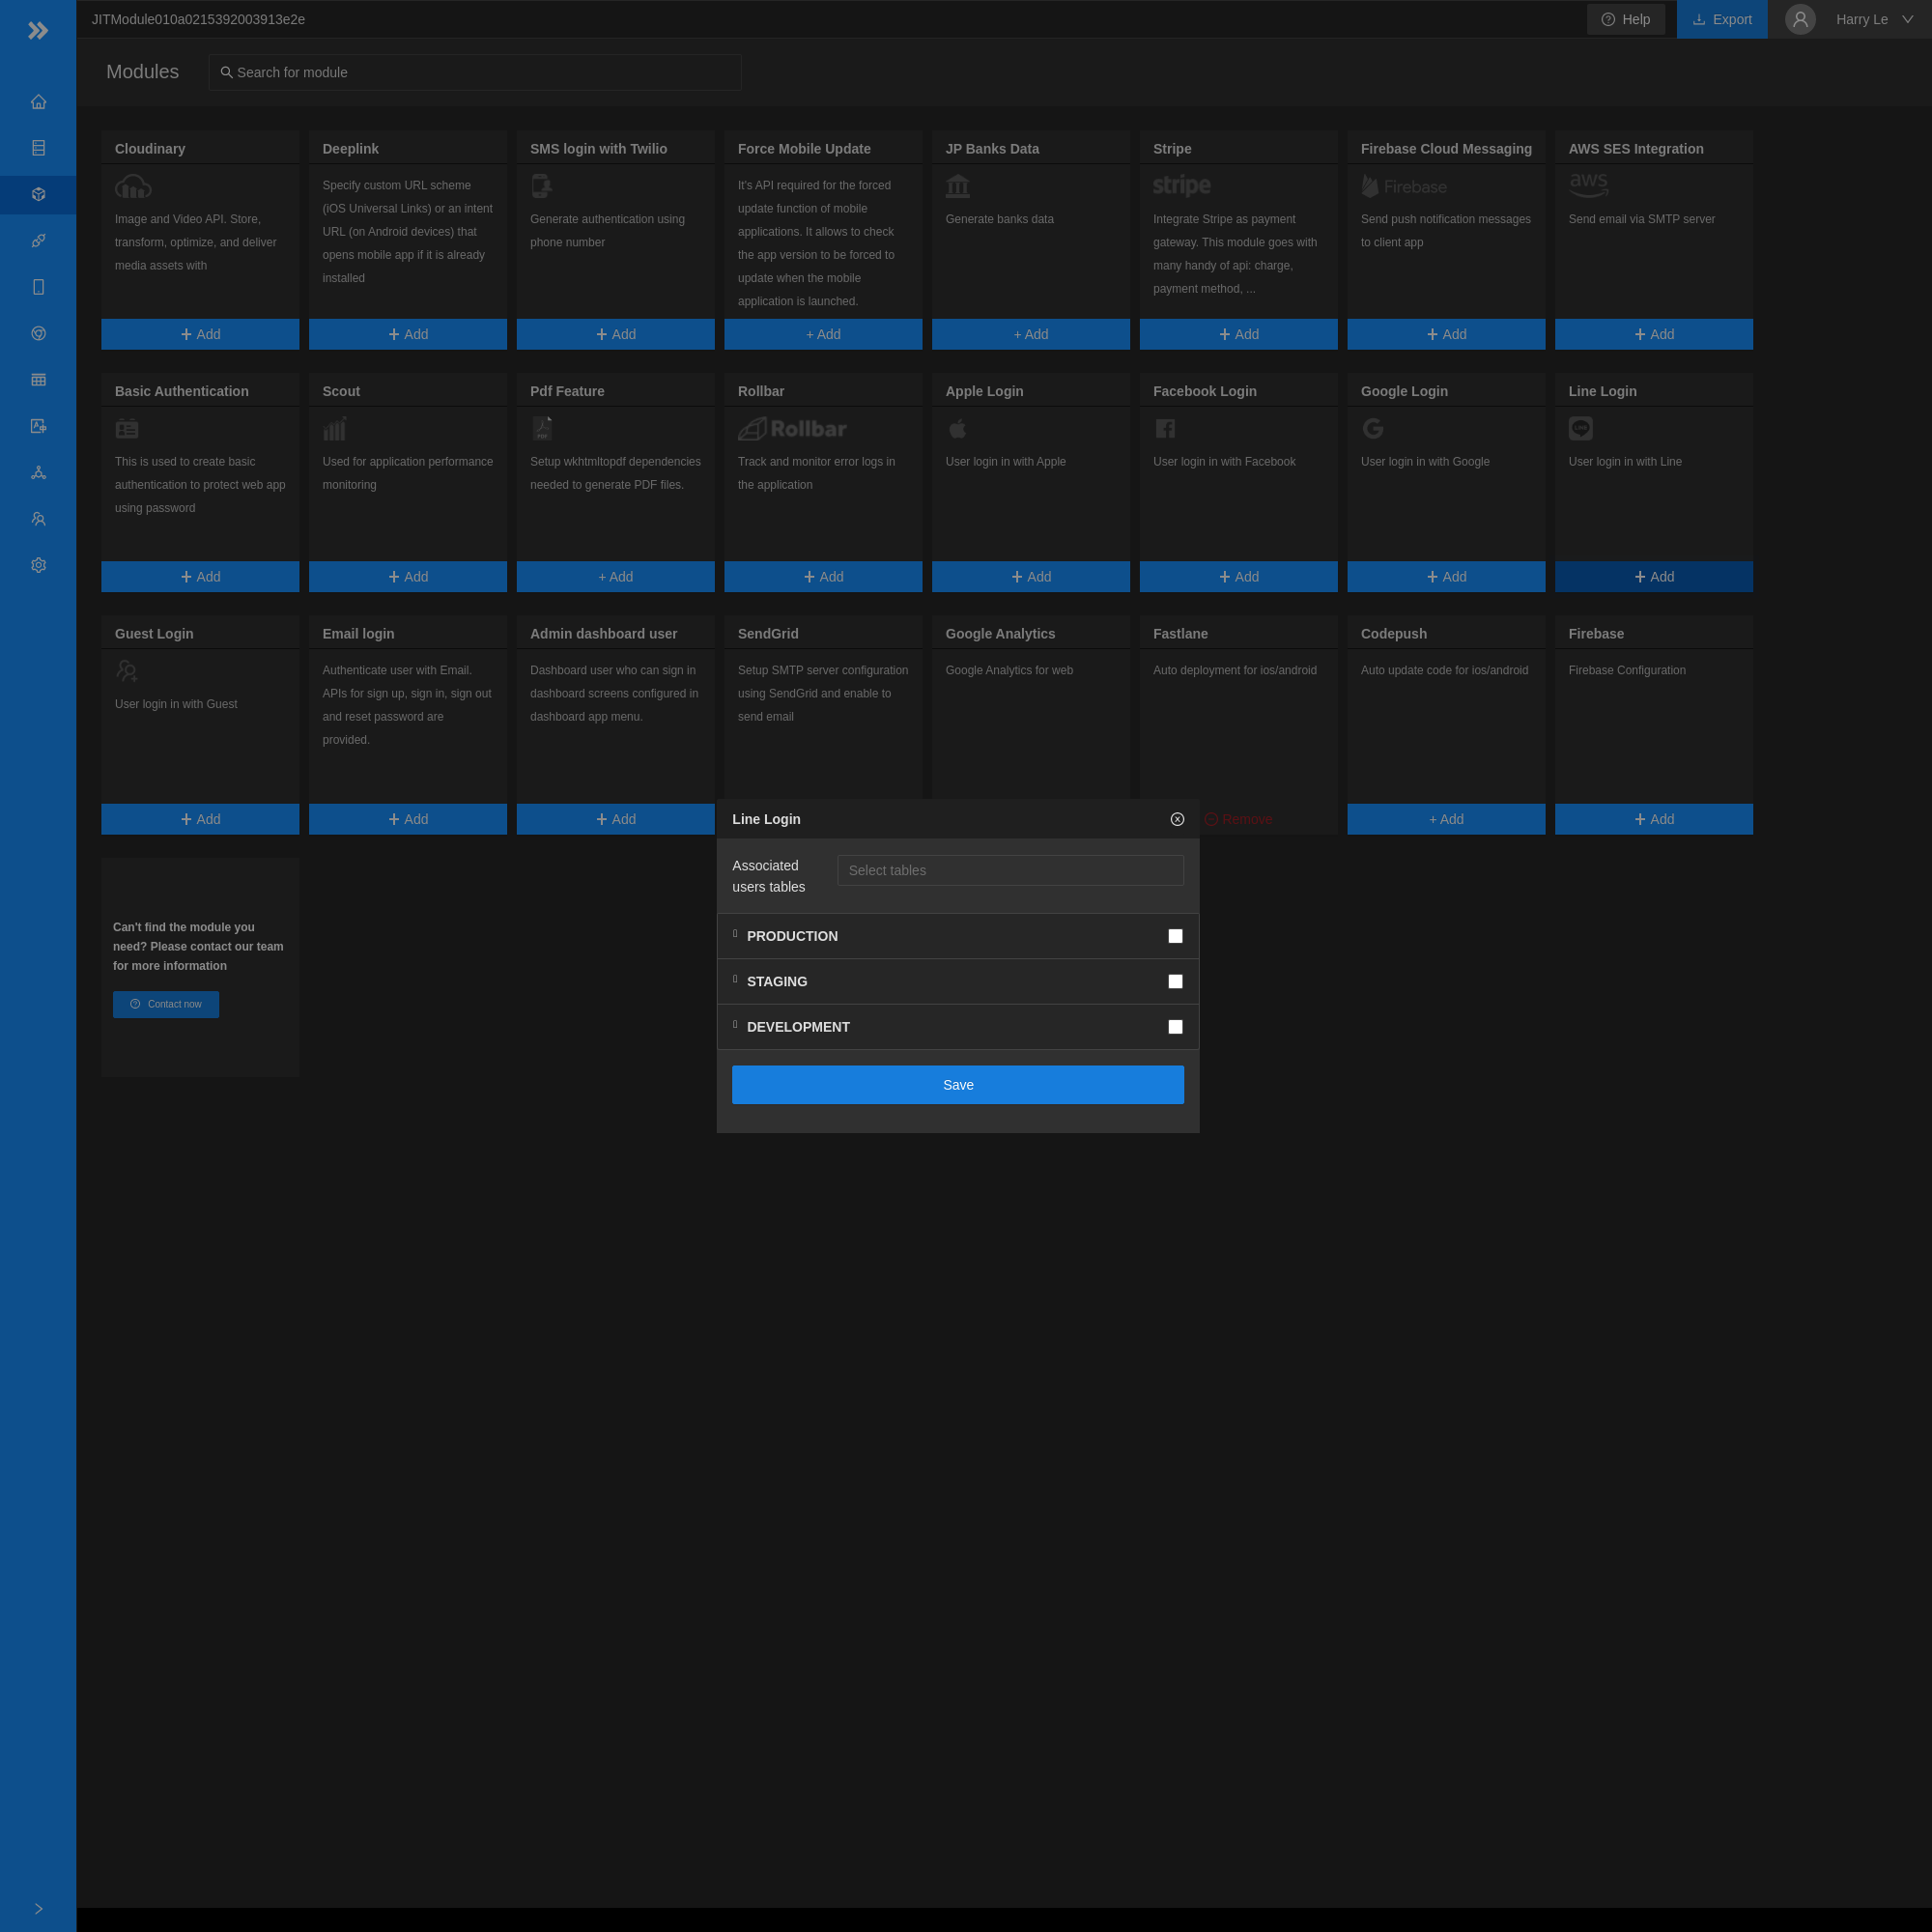 JITModule010a0215392003913e2e
Help
Export
Harry Le
Modules
Search for module
Cloudinary
Image and Video API. Store,
transform, optimize, and deliver
media assets with
+ Add
Deeplink
Specify custom URL scheme
(iOS Universal Links) or an intent
URL (on Android devices) that
opens mobile app if it is already
installed
+ Add
SMS login with Twilio
Generate authentication using
phone number
+ Add
Force Mobile Update
It's API required for the forced
update function of mobile
applications. It allows to check
the app version to be forced to
update when the mobile
application is launched.
+ Add
JP Banks Data
Generate banks data
+ Add
Stripe
stripe
Integrate Stripe as payment
gateway. This module goes with
many handy of api: charge,
payment method, ...
+ Add
Firebase Cloud Messaging
Firebase
Send push notification messages
to client app
+ Add
AWS SES Integration
aws
Send email via SMTP server
+ Add
Basic Authentication
This is used to create basic
authentication to protect web app
using password
+ Add
Scout
Used for application performance
monitoring
+ Add
Pdf Feature
PDF
Setup wkhtmltopdf dependencies
needed to generate PDF files.
+ Add
Rollbar
Rollbar
Track and monitor error logs in
the application
+ Add
Apple Login
User login in with Apple
+ Add
Facebook Login
User login in with Facebook
+ Add
Google Login
User login in with Google
+ Add
Line Login
LINE
User login in with Line
+ Add
Guest Login
User login in with Guest
+ Add
Email login
Authenticate user with Email.
APIs for sign up, sign in, sign out
and reset password are
provided.
+ Add
Admin dashboard user
Dashboard user who can sign in
dashboard screens configured in
dashboard app menu.
+ Add
SendGrid
Setup SMTP server configuration
using SendGrid and enable to
send email
Google Analytics
Google Analytics for web
Fastlane
Auto deployment for ios/android
Remove
Codepush
Auto update code for ios/android
+ Add
Firebase
Firebase Configuration
+ Add
Line Login
Associated
users tables
Select tables
PRODUCTION
STAGING
DEVELOPMENT
Save
Can't find the module you
need? Please contact our team
for more information
Contact now